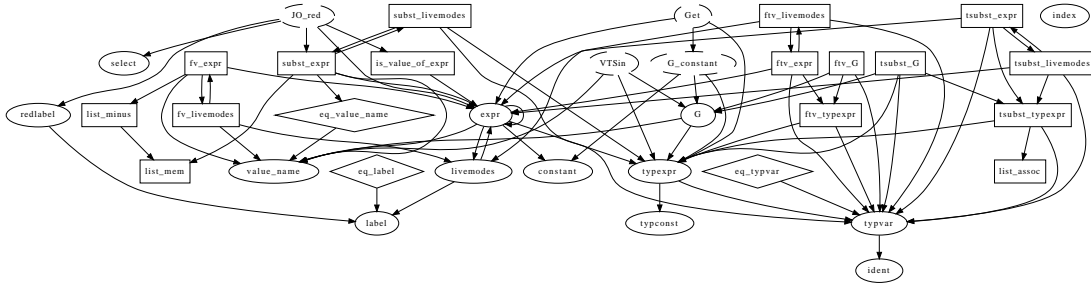 JO_red
subst_livemodes
Get
ftv_livemodes
tsubst_expr
index
select
fv_expr
subst_expr
is_value_of_expr
VTSin
G_constant
ftv_expr
ftv_G
tsubst_G
tsubst_livemodes
redlabel
list_minus
fv_livemodes
eq_value_name
expr
G
ftv_typexpr
tsubst_typexpr
list_mem
value_name
eq_label
livemodes
constant
typexpr
eq_typvar
list_assoc
label
typconst
typvar
ident